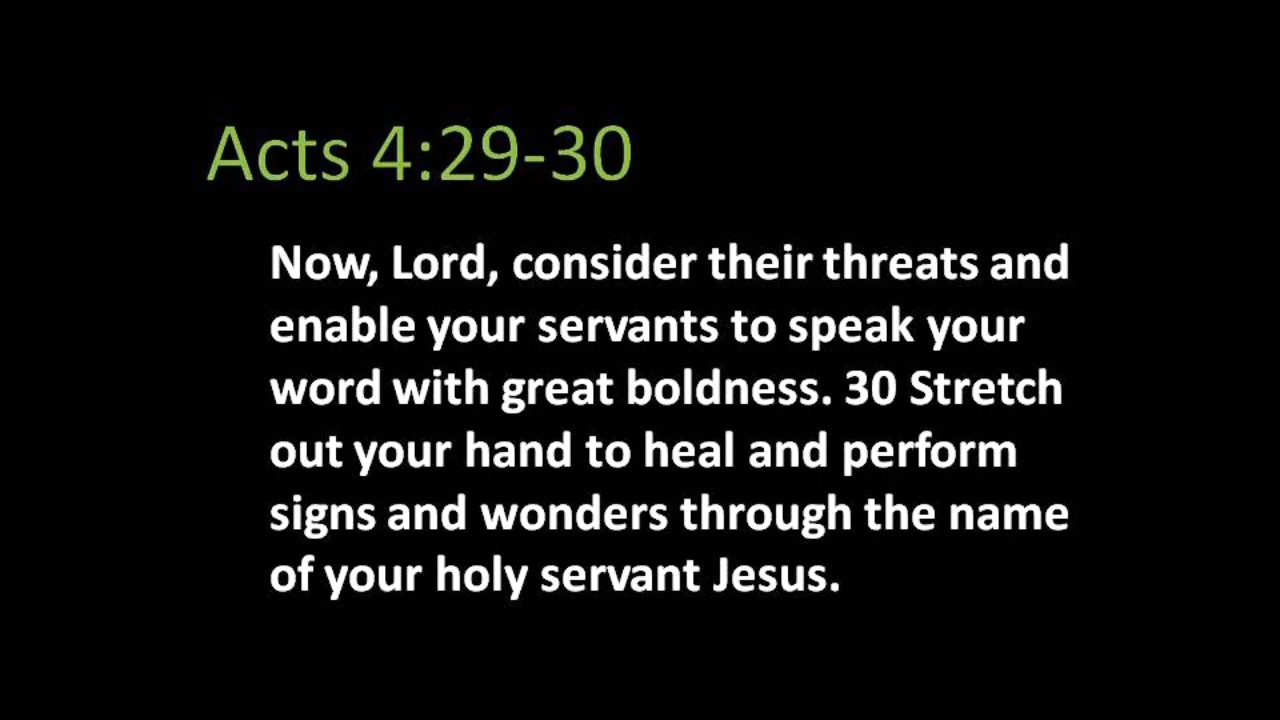 Acts 4:29-30
Now, Lord, consider their threats and
enable your servants to speak your
word with great boldness. 30 Stretch
out your hand to heal and perform
signs and wonders through the name
of your holy servant Jesus.